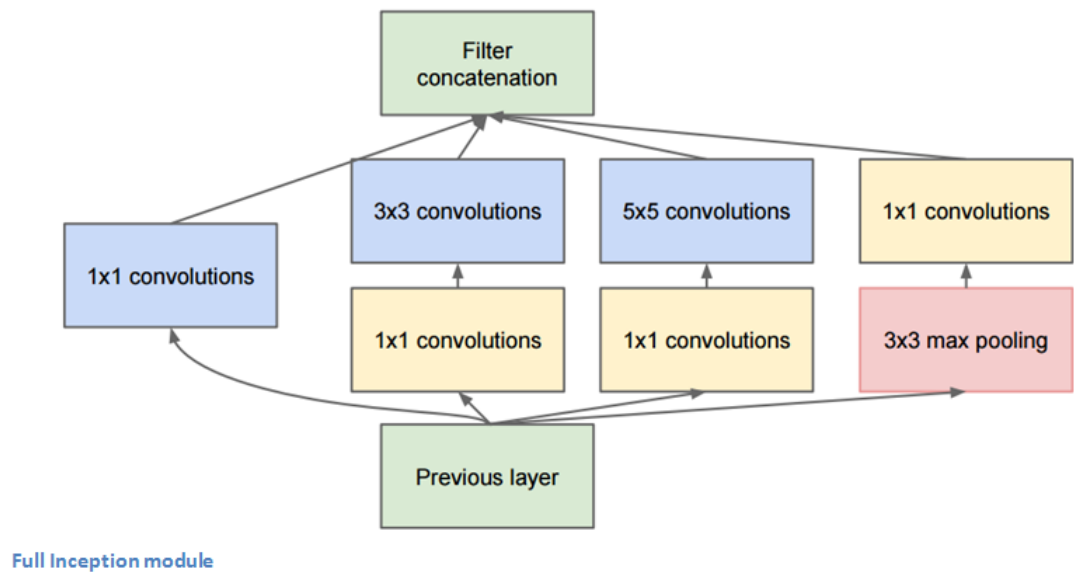 Filter
concatenation
3x3 convolutions
5x5 convolutions
1x1 convolutions
1x1 convolutions
1x1 convolutions
1x1 convolutions
3x3 max pooling
Previous layer
Full Inception module